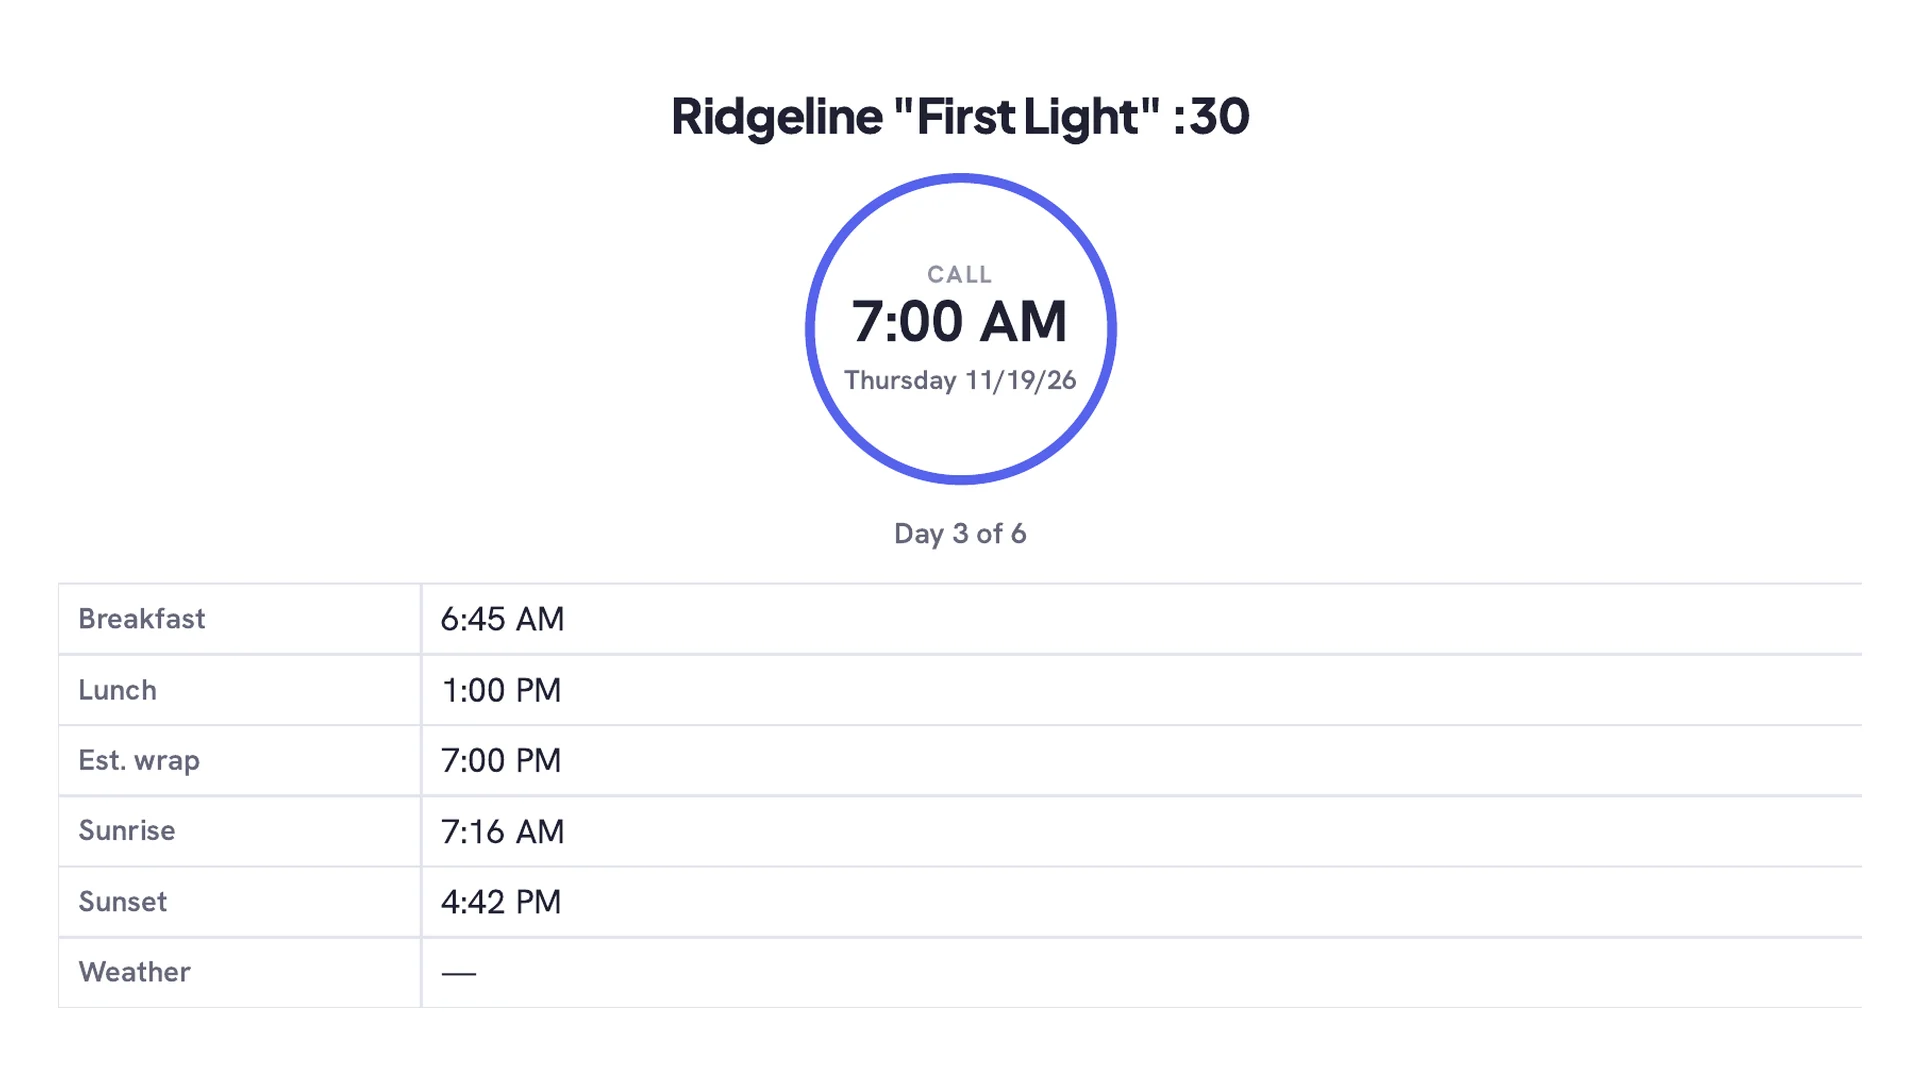 Ridgeline "First Light" :30
CALL
7:00 AM
Thursday 11/19/26
Day 3 of 6
Breakfast 6:45 AM
Lunch 1:00 PM
Est. wrap 7:00 PM
Sunrise 7:16 AM
Sunset 4:42 PM
Weather —